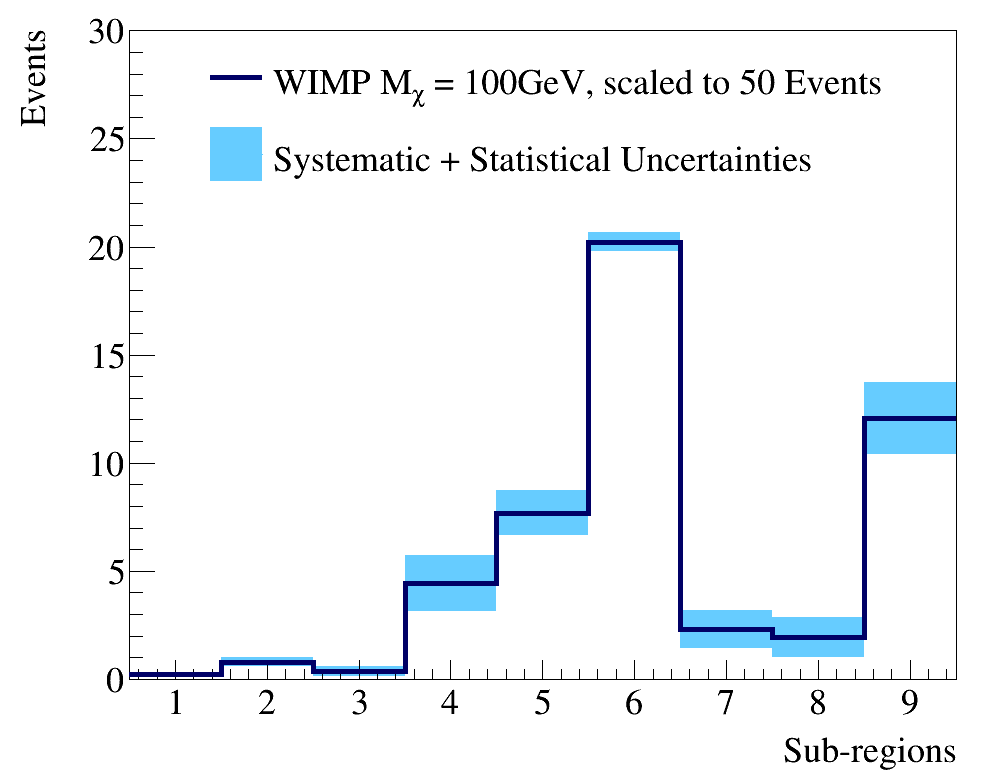 Events
30
25
20
15
10
5
0
WIMP Mχ = 100GeV, scaled to 50 Events
Systematic + Statistical Uncertainties
1 2 3 4 5 6 7 8 9
Sub-regions